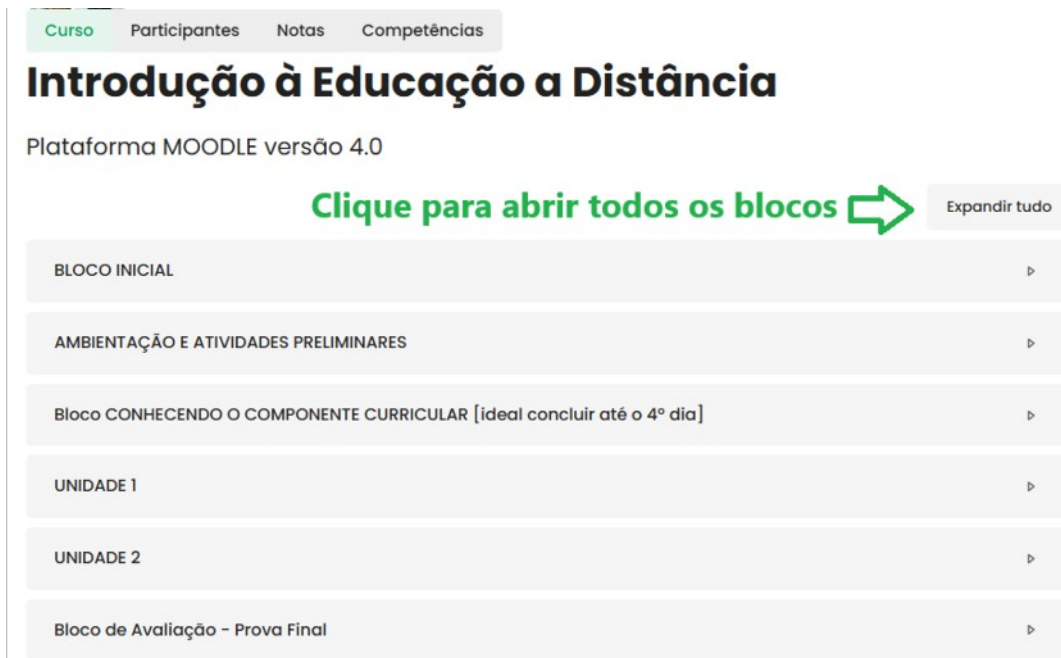 Curso Participantes Notas Competências
Introdução à Educação a Distância
Plataforma MOODLE versão 4.0
Clique para abrir todos os blocos Expandir tudo
BLOCO INICIAL
AMBIENTAÇÃO E ATIVIDADES PRELIMINARES
Bloco CONHECENDO O COMPONENTE CURRICULAR [ideal concluir até o 4º dia]
UNIDADE 1
UNIDADE 2
Bloco de Avaliação - Prova Final